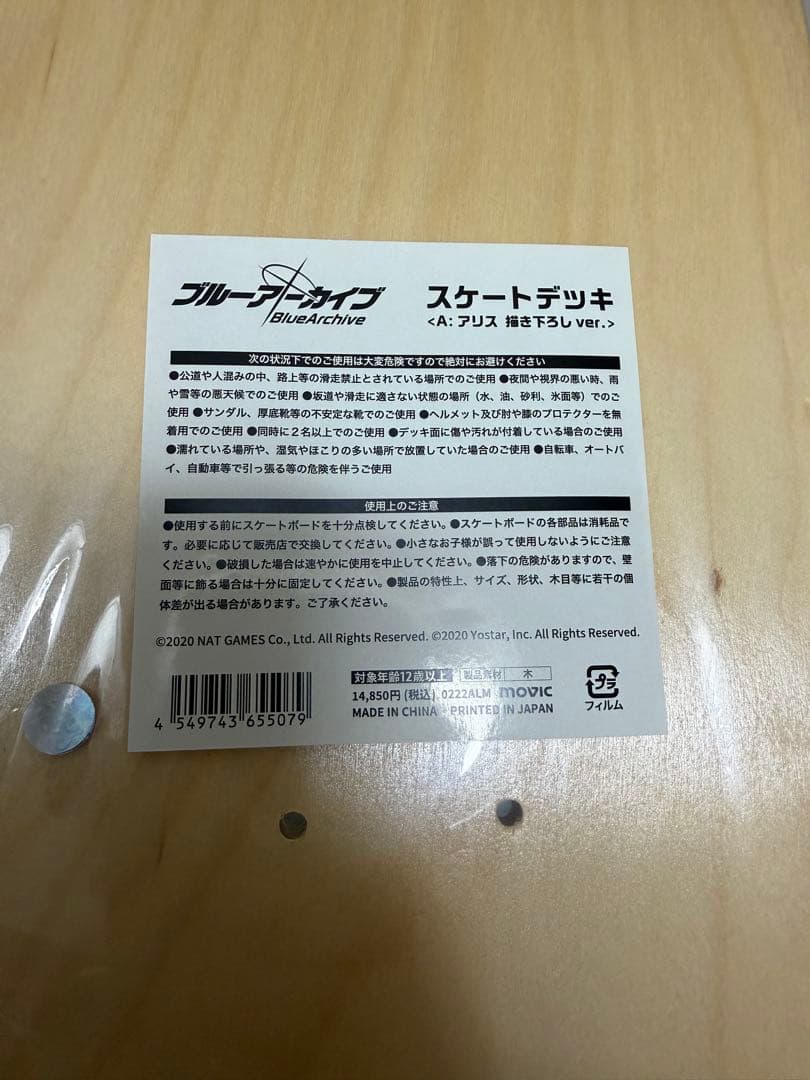 ブルーアーカイブ
BlueArchive
スケートデッキ
<A: アリス 描き下ろし ver.>
次の状況下でのご使用は大変危険ですので絶対にお避けください
●公道や人混みの中、路上等の滑走禁止とされている場所でのご使用 ●夜間や視界の悪い時、雨
や雪等の悪天候でのご使用 ●坂道や滑走に適さない状態の場所（水、油、砂利、氷面等）でのご
使用 ●サンダル、厚底靴等の不安定な靴でのご使用 ●ヘルメット及び肘や膝のプロテクターを無
着用でのご使用 ●同時に２名以上でのご使用 ●デッキ面に傷や汚れが付着している場合のご使用
●濡れている場所や、湿気やほこりの多い場所で放置していた場合のご使用 ●自転車、オートバ
イ、自動車等で引っ張る等の危険を伴うご使用
使用上のご注意
●使用する前にスケートボードを十分点検してください。●スケートボードの各部品は消耗品で
す。必要に応じて販売店で交換してください。●小さなお子様が誤って使用しないようにご注意
ください。●破損した場合は速やかに使用を中止してください。●落下の危険がありますので、壁
面等に飾る場合は十分に固定してください。●製品の特性上、サイズ、形状、木目等に若干の個
体差が出る場合があります。ご了承ください。
©2020 NAT GAMES Co., Ltd. All Rights Reserved. ©2020 Yostar, Inc. All Rights Reserved.
対象年齢12歳以上 製品素材 木
14,850円 (税込) 0222ALM movic
MADE IN CHINA・PRINTED IN JAPAN
プラ
フィルム
4 549743 655079